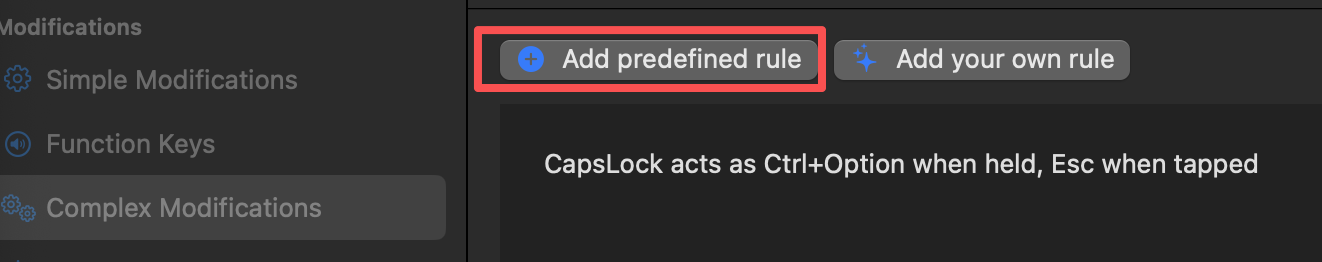 Modifications
Simple Modifications
Function Keys
Complex Modifications
Add predefined rule
Add your own rule
CapsLock acts as Ctrl+Option when held, Esc when tapped